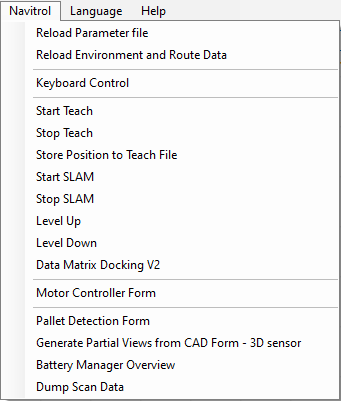 Navitrol Language Help
Reload Parameter file
Reload Environment and Route Data
Keyboard Control
Start Teach
Stop Teach
Store Position to Teach File
Start SLAM
Stop SLAM
Level Up
Level Down
Data Matrix Docking V2
Motor Controller Form
Pallet Detection Form
Generate Partial Views from CAD Form - 3D sensor
Battery Manager Overview
Dump Scan Data